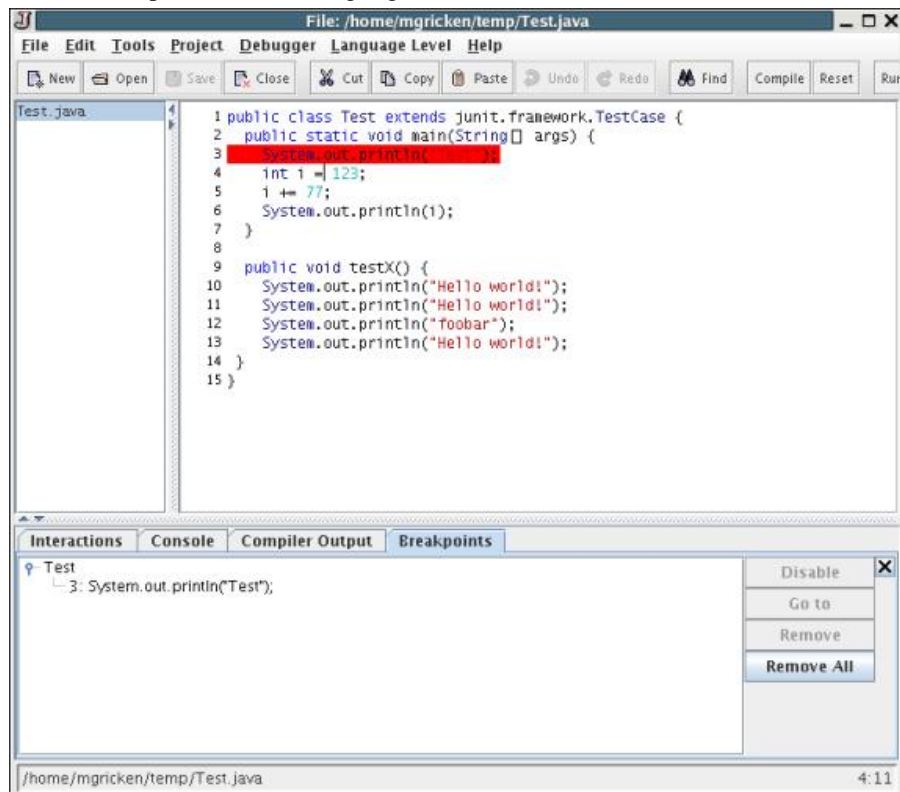 File: /home/mgricken/temp/Test.java
File Edit Tools Project Debugger Language Level Help
New Open Save Close Cut Copy Paste Undo Redo Find Compile Reset Run
Test.java
1 public class Test extends junit.framework.TestCase {
2 public static void main(String[] args) {
3 System.out.println("Test");
4 int i = 123;
5 i += 77;
6 System.out.println(i);
7 }
8
9 public void testX() {
10 System.out.println("Hello world!");
11 System.out.println("Hello world!");
12 System.out.println("foobar");
13 System.out.println("Hello world!");
14 }
15 }
Interactions Console Compiler Output Breakpoints
Test
3: System.out.println("Test");
Disable
Go to
Remove
Remove All
/home/mgricken/temp/Test.java 4:11